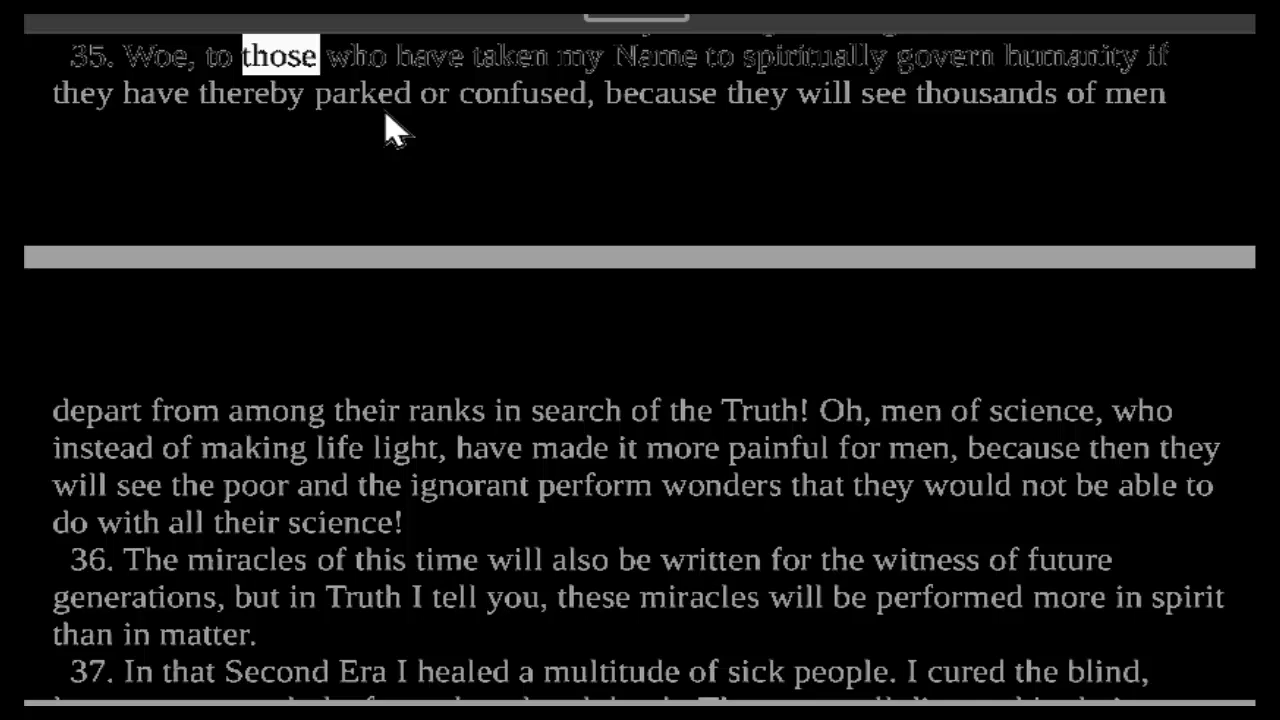 35. Woe, to those who have taken my Name to spiritually govern humanity if
they have thereby parked or confused, because they will see thousands of men
depart from among their ranks in search of the Truth! Oh, men of science, who
instead of making life light, have made it more painful for men, because then they
will see the poor and the ignorant perform wonders that they would not be able to
do with all their science!
36. The miracles of this time will also be written for the witness of future
generations, but in Truth I tell you, these miracles will be performed more in spirit
than in matter.
37. In that Second Era I healed a multitude of sick people. I cured the blind,